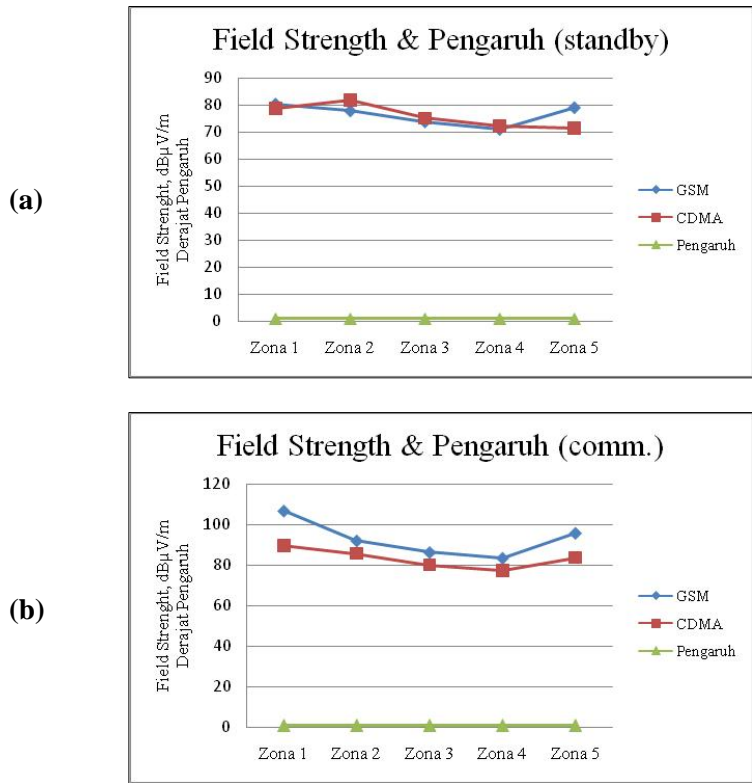 (a)
Field Strength & Pengaruh (standby)
Field Strenght, dBµV/m
Derajat Pengaruh
90
80
70
60
50
40
30
20
10
0
Zona 1 Zona 2 Zona 3 Zona 4 Zona 5
GSM
CDMA
Pengaruh
(b)
Field Strength & Pengaruh (comm.)
Field Strenght, dBµV/m
Derajat Pengaruh
120
100
80
60
40
20
0
Zona 1 Zona 2 Zona 3 Zona 4 Zona 5
GSM
CDMA
Pengaruh